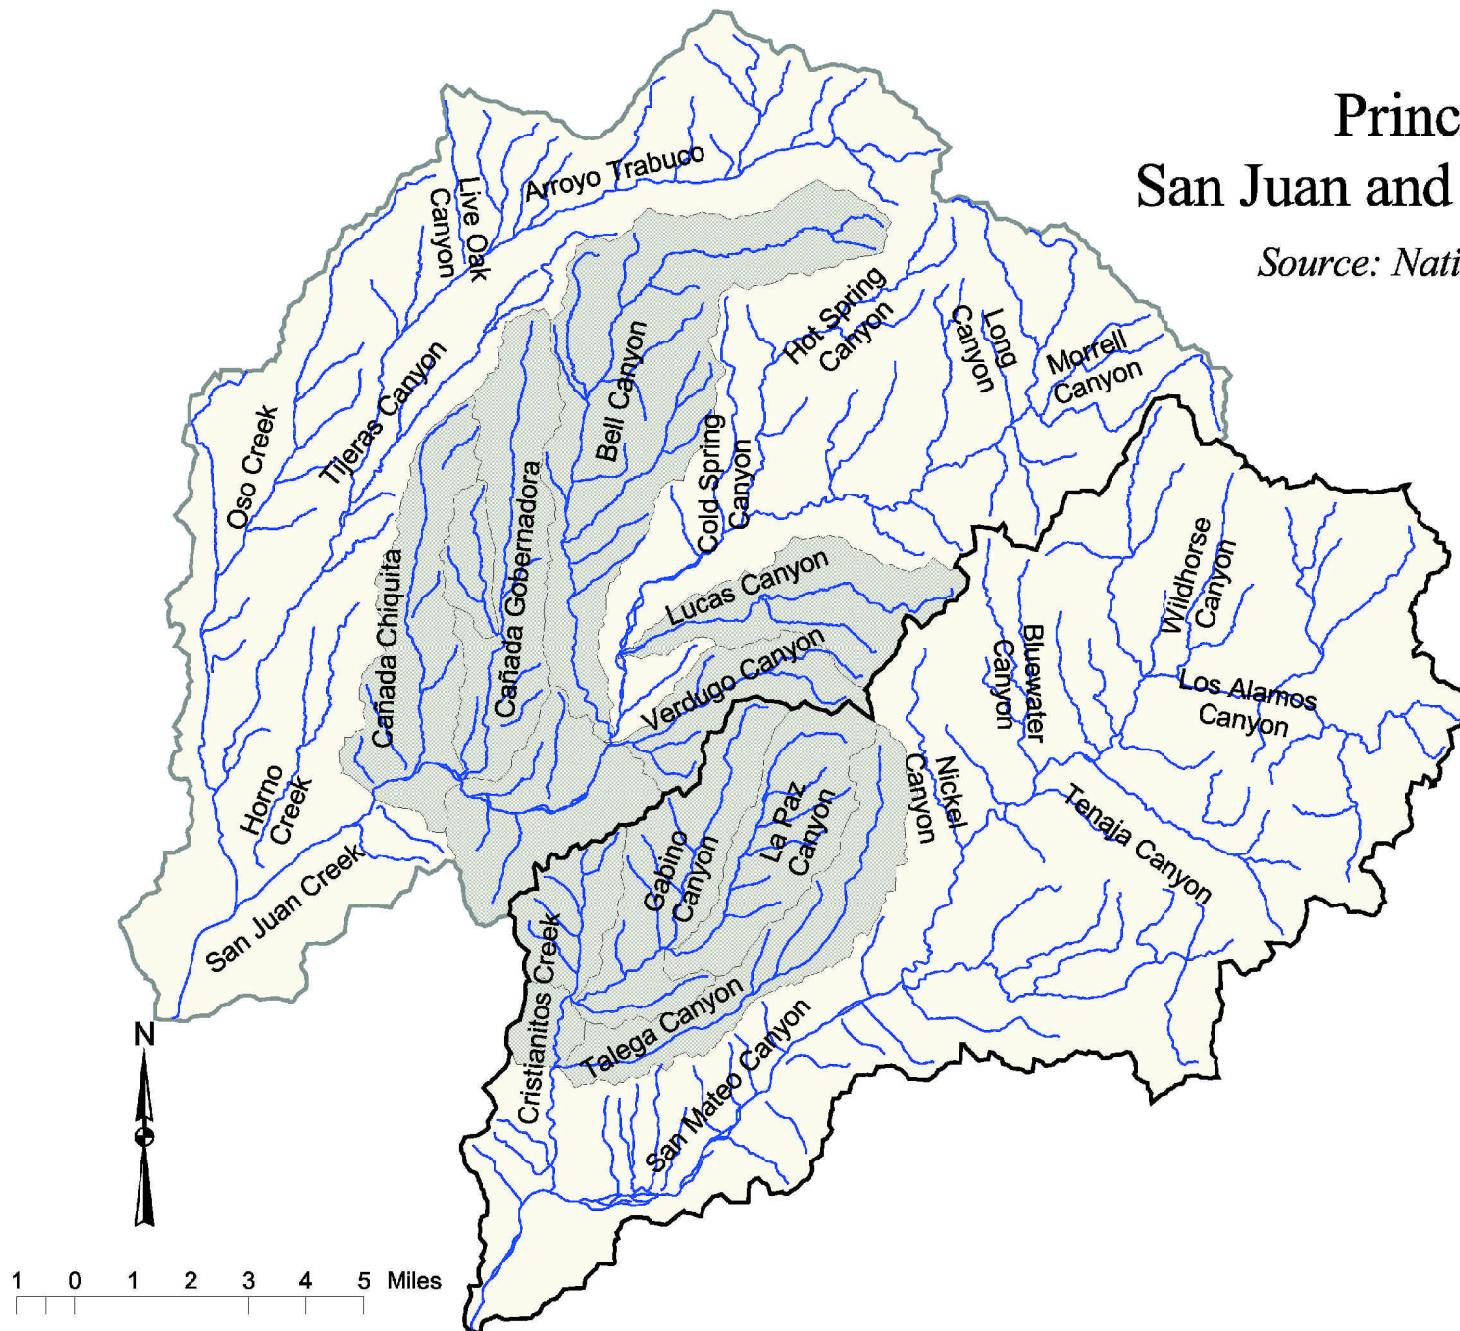 Princ
San Juan and
Source: Nati
Arroyo Trabuco
Live Oak
Canyon
Hot Spring
Canyon
Long
Canyon
Morrell
Canyon
Tijeras Canyon
Bell Canyon
Oso Creek
Cold Spring
Canyon
Cañada Gobernadora
Cañada Chiquita
Lucas Canyon
Verdugo Canyon
Wildhorse
Canyon
Bluewater
Canyon
Los Alamos
Canyon
Horno
Creek
Nickel
Canyon
La Paz
Canyon
Tenaja Canyon
Gabino
Canyon
San Juan Creek
Cristianitos Creek
Talega Canyon
San Mateo Canyon
N
1 0 1 2 3 4 5 Miles